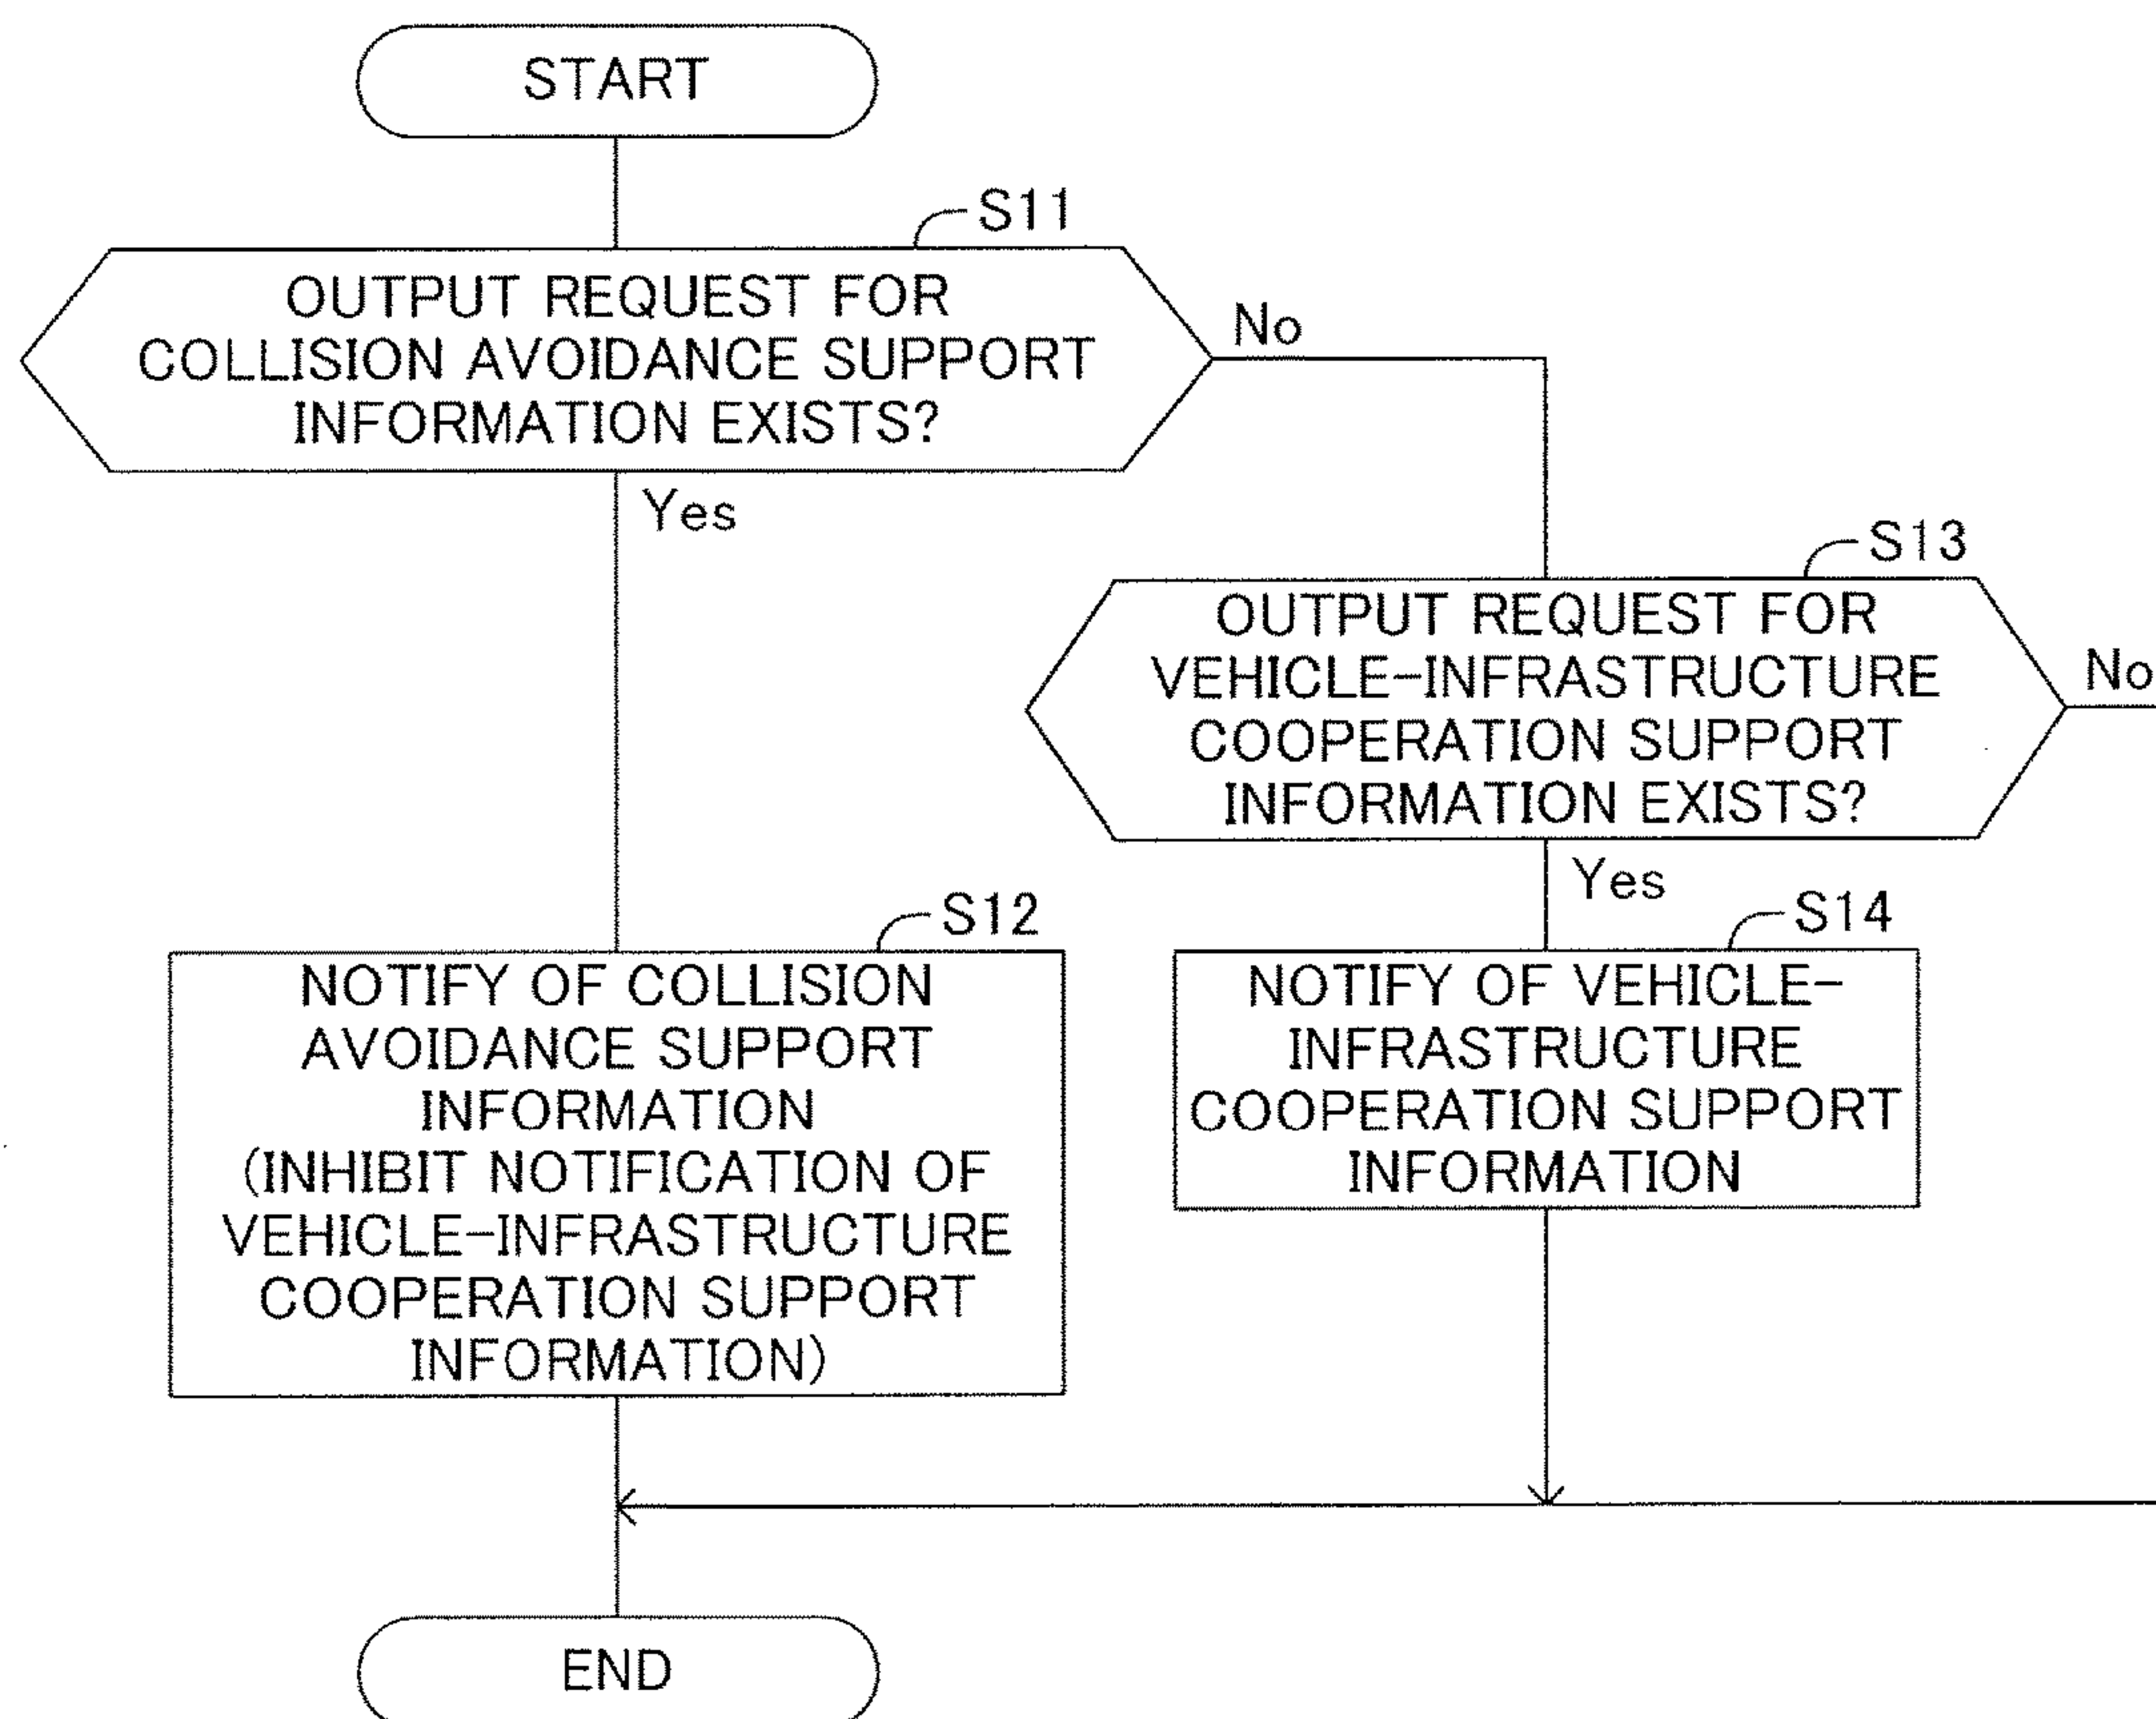 START
S11
OUTPUT REQUEST FOR
COLLISION AVOIDANCE SUPPORT
INFORMATION EXISTS?
No
Yes
S13
OUTPUT REQUEST FOR
VEHICLE-INFRASTRUCTURE
COOPERATION SUPPORT
INFORMATION EXISTS?
No
Yes
S12
NOTIFY OF COLLISION
AVOIDANCE SUPPORT
INFORMATION
(INHIBIT NOTIFICATION OF
VEHICLE-INFRASTRUCTURE
COOPERATION SUPPORT
INFORMATION)
S14
NOTIFY OF VEHICLE-
INFRASTRUCTURE
COOPERATION SUPPORT
INFORMATION
END